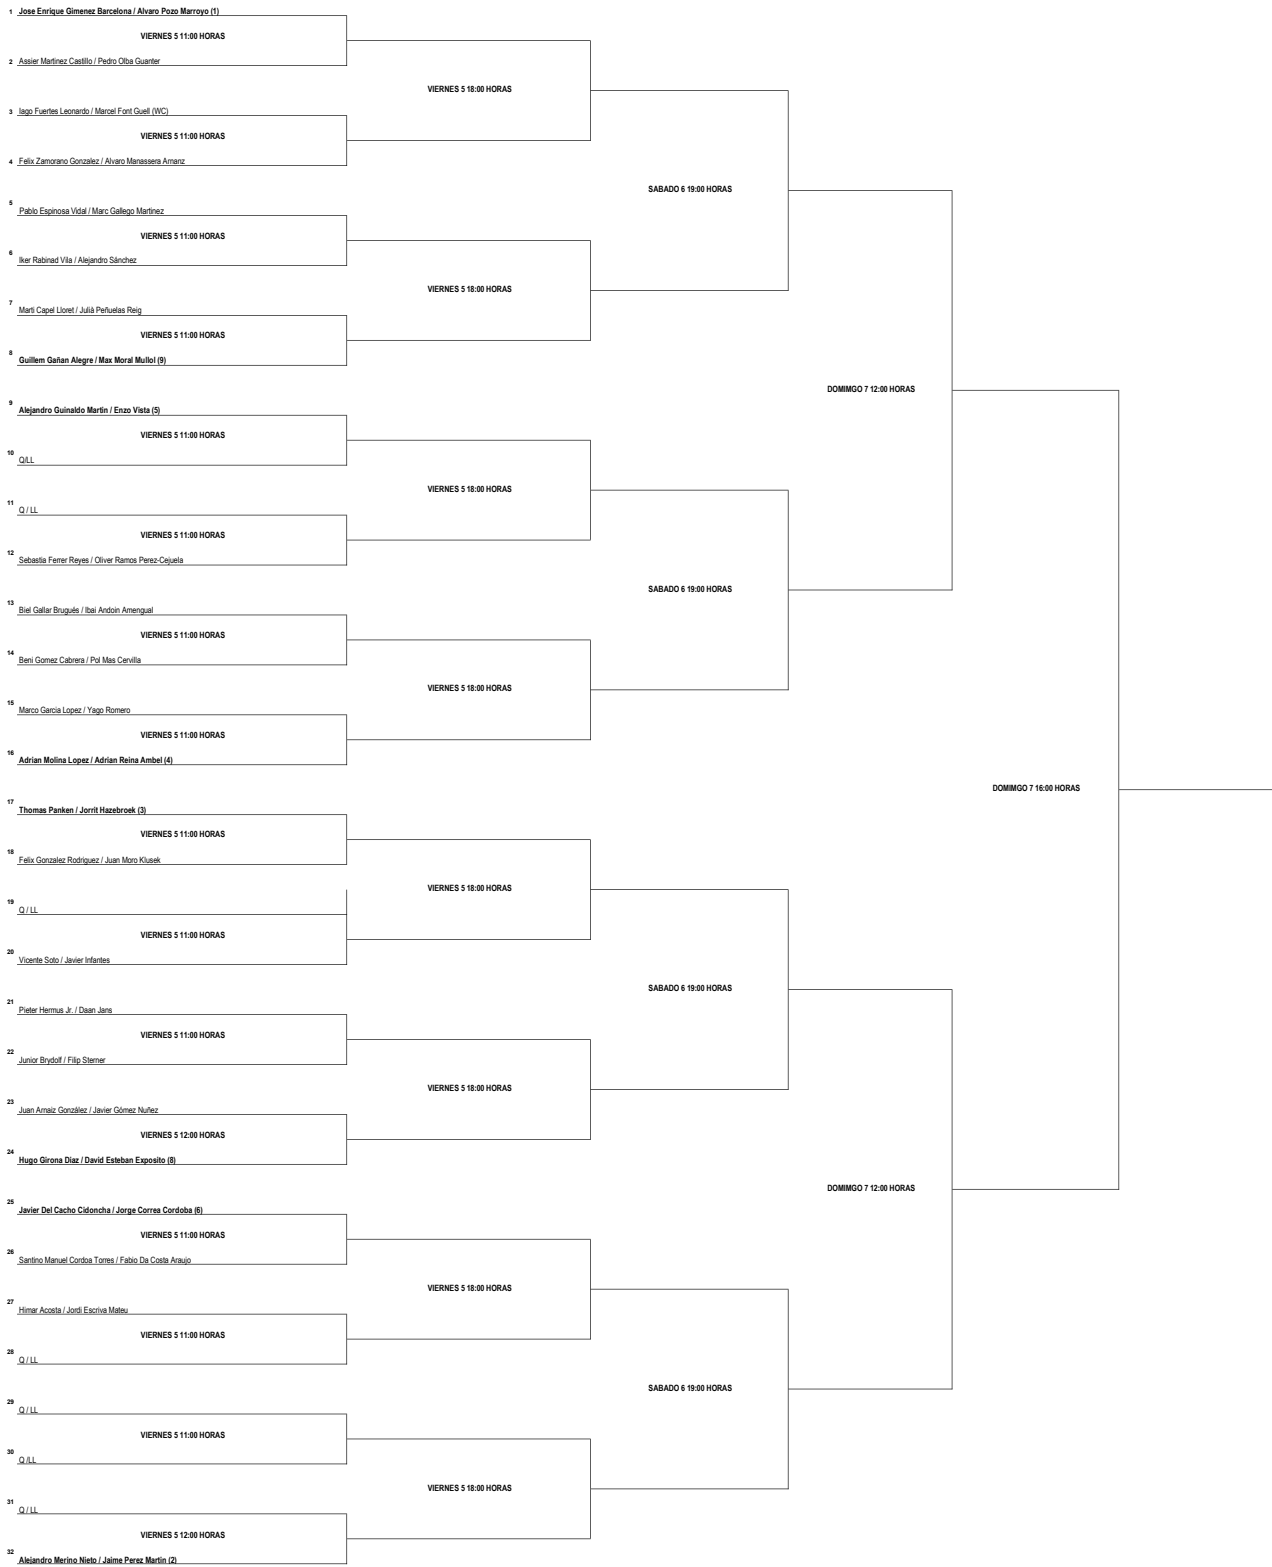 1 Jose Enrique Gimenez Barcelona / Alvaro Pozo Marroyo (1)
VIERNES 5 11:00 HORAS
2 Assier Martinez Castillo / Pedro Olba Guanter
VIERNES 5 18:00 HORAS
3 Iago Fuertes Leonardo / Marcel Font Guell (WC)
VIERNES 5 11:00 HORAS
4 Felix Zamorano Gonzalez / Alvaro Manassera Arnanz
SABADO 6 19:00 HORAS
5 Pablo Espinosa Vidal / Marc Gallego Martinez
VIERNES 5 11:00 HORAS
6 Iker Rabinad Vila / Alejandro Sánchez
VIERNES 5 18:00 HORAS
7 Marti Capel Lloret / Julià Peñuelas Reig
VIERNES 5 11:00 HORAS
8 Guillem Gañan Alegre / Max Moral Mullol (9)
DOMIMGO 7 12:00 HORAS
9 Alejandro Guinaldo Martin / Enzo Vista (5)
VIERNES 5 11:00 HORAS
10 Q/LL
VIERNES 5 18:00 HORAS
11 Q / LL
VIERNES 5 11:00 HORAS
12 Sebastia Ferrer Reyes / Oliver Ramos Perez-Cejuela
SABADO 6 19:00 HORAS
13 Biel Gallar Brugués / Ibai Andoin Amengual
VIERNES 5 11:00 HORAS
14 Beni Gomez Cabrera / Pol Mas Cervilla
VIERNES 5 18:00 HORAS
15 Marco Garcia Lopez / Yago Romero
VIERNES 5 11:00 HORAS
16 Adrian Molina Lopez / Adrian Reina Ambel (4)
DOMIMGO 7 16:00 HORAS
17 Thomas Panken / Jorrit Hazebroek (3)
VIERNES 5 11:00 HORAS
18 Felix Gonzalez Rodriguez / Juan Moro Klusek
VIERNES 5 18:00 HORAS
19 Q / LL
VIERNES 5 11:00 HORAS
20 Vicente Soto / Javier Infantes
SABADO 6 19:00 HORAS
21 Pieter Hermus Jr. / Daan Jans
VIERNES 5 11:00 HORAS
22 Junior Brydolf / Filip Sterner
VIERNES 5 18:00 HORAS
23 Juan Arnaiz González / Javier Gómez Nuñez
VIERNES 5 12:00 HORAS
24 Hugo Girona Diaz / David Esteban Exposito (8)
DOMIMGO 7 12:00 HORAS
25 Javier Del Cacho Cidoncha / Jorge Correa Cordoba (6)
VIERNES 5 11:00 HORAS
26 Santino Manuel Cordoa Torres / Fabio Da Costa Araujo
VIERNES 5 18:00 HORAS
27 Himar Acosta / Jordi Escriva Mateu
VIERNES 5 11:00 HORAS
28 Q / LL
SABADO 6 19:00 HORAS
29 Q / LL
VIERNES 5 11:00 HORAS
30 Q /LL
VIERNES 5 18:00 HORAS
31 Q / LL
VIERNES 5 12:00 HORAS
32 Alejandro Merino Nieto / Jaime Perez Martin (2)